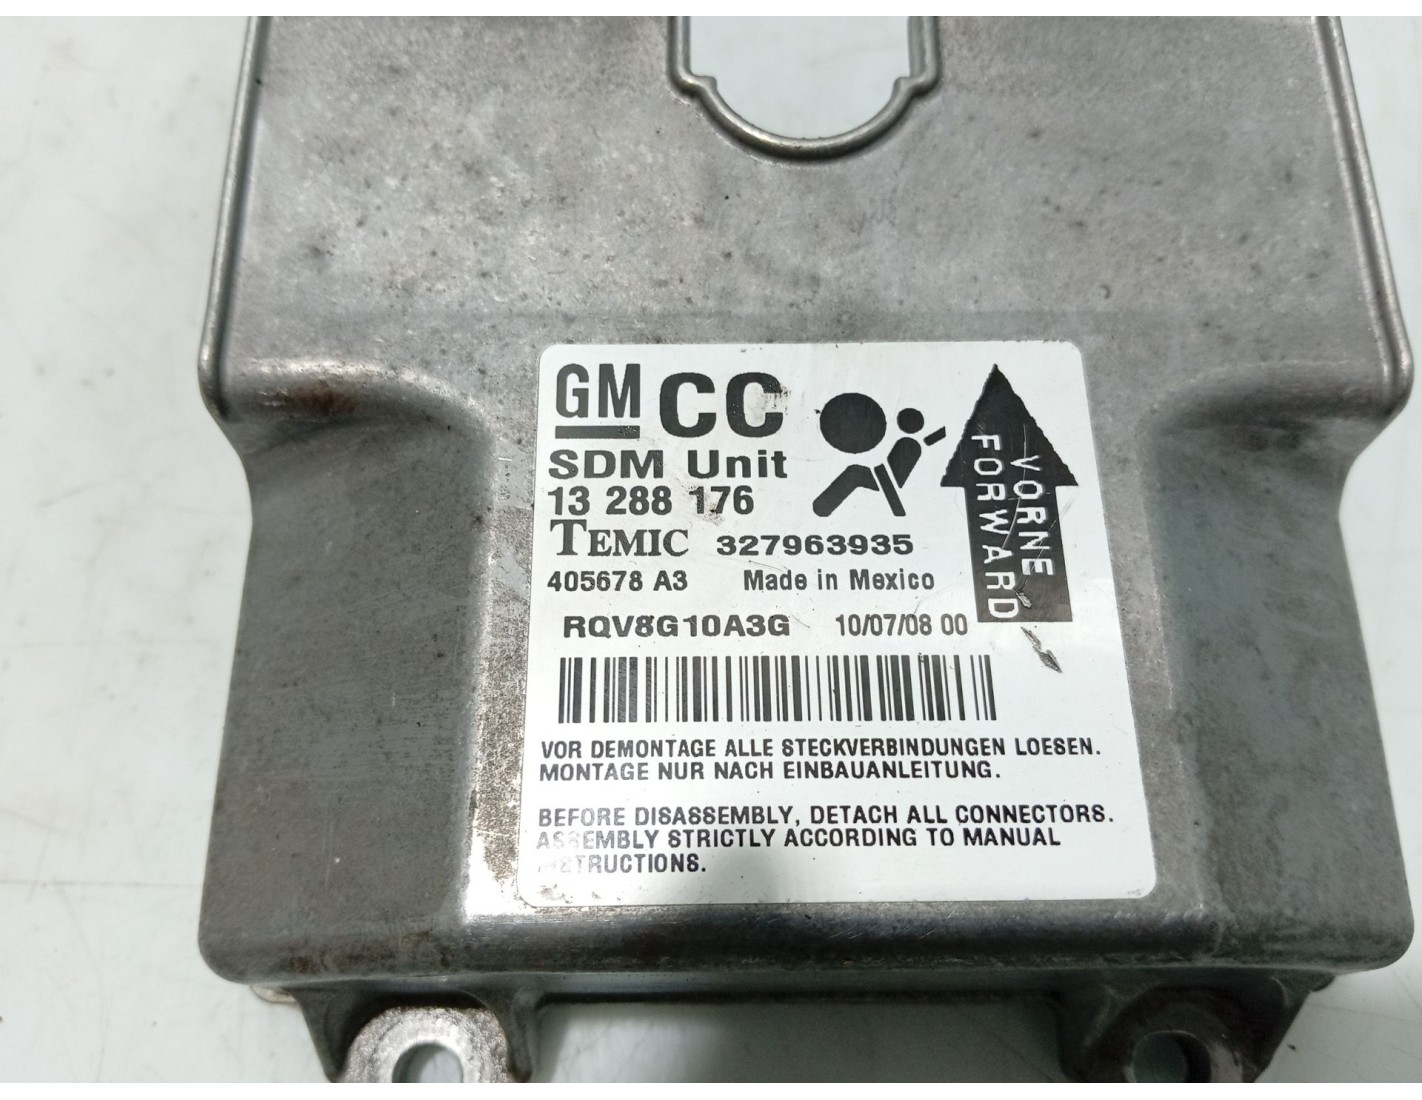 GM CC
SDM Unit
13 288 176
TEMIC 327963935
405678 A3 Made in Mexico
RQV8G10A3G 10/07/08 00
VORNE
FORWARD
VOR DEMONTAGE ALLE STECKVERBINDUNGEN LOESEN.
MONTAGE NUR NACH EINBAUANLEITUNG.
BEFORE DISASSEMBLY, DETACH ALL CONNECTORS.
ASSEMBLY STRICTLY ACCORDING TO MANUAL
INSTRUCTIONS.